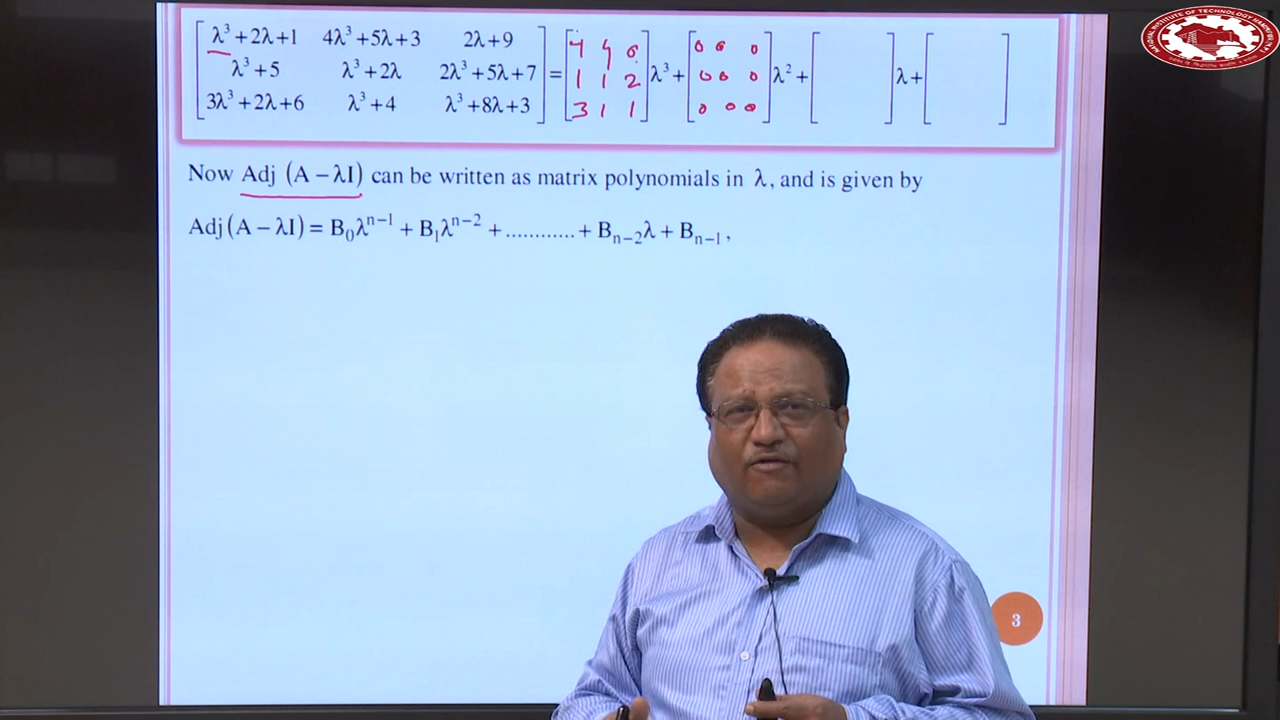 [λ³+2λ+1 4λ³+5λ+3 2λ+9] [4 4 0] [0 0 0] [ ] [ ]
[λ³+5 λ³+2λ 2λ³+5λ+7] = [1 1 2] λ³+ [0 0 0] λ²+ [ ] λ+ [ ]
[3λ³+2λ+6 λ³+4 λ³+8λ+3] [3 1 1] [0 0 0] [ ] [ ]
Now Adj (A − λI) can be written as matrix polynomials in λ, and is given by
Adj(A − λI) = B₀λⁿ⁻¹ + B₁λⁿ⁻² + ............ + Bₙ₋₂λ + Bₙ₋₁,
3